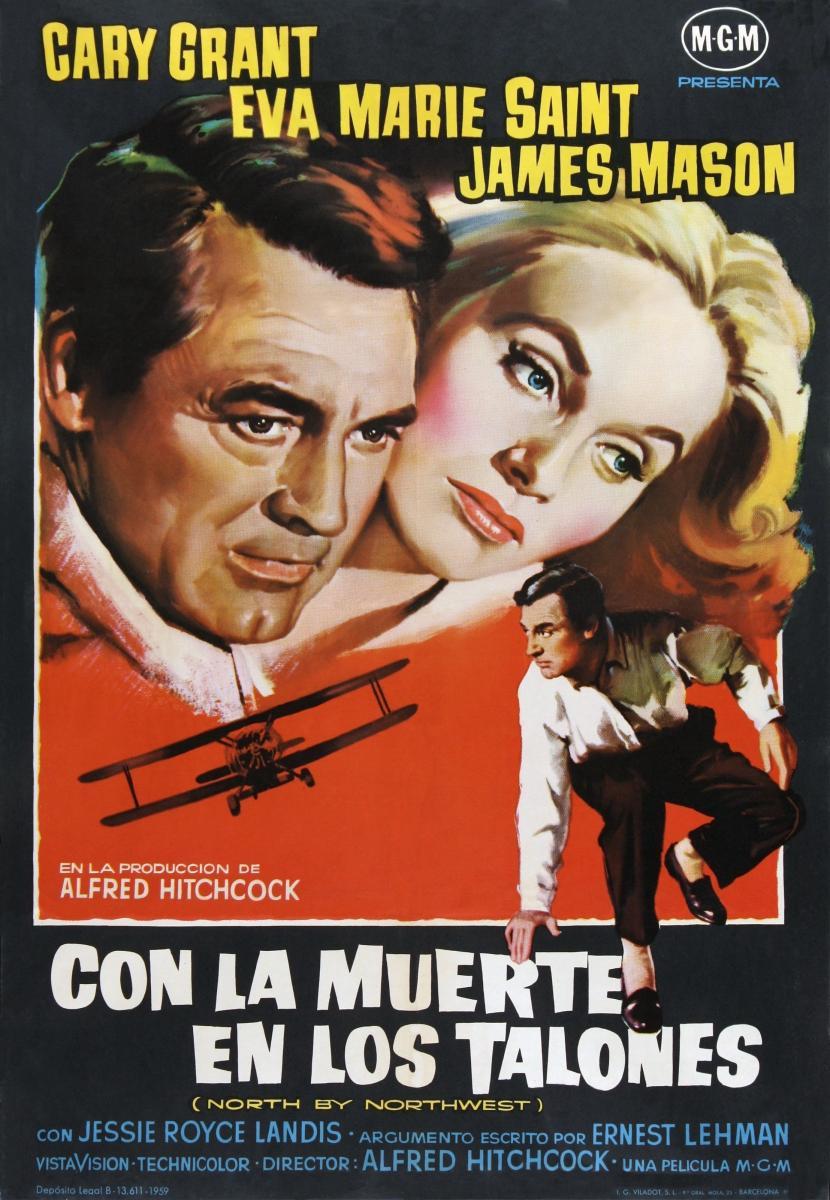 CARY GRANT
M·G·M
PRESENTA
EVA MARIE SAINT
JAMES MASON
EN LA PRODUCCION DE
ALFRED HITCHCOCK
CON LA MUERTE
EN LOS TALONES
(NORTH BY NORTHWEST)
CON JESSIE ROYCE LANDIS · ARGUMENTO ESCRITO POR ERNEST LEHMAN
VISTAVISION · TECHNICOLOR · DIRECTOR: ALFRED HITCHCOCK · UNA PELICULA M·G·M
Depósito Legal B-13.611-1959
I. G. VILADOT, S. L. - BARCELONA